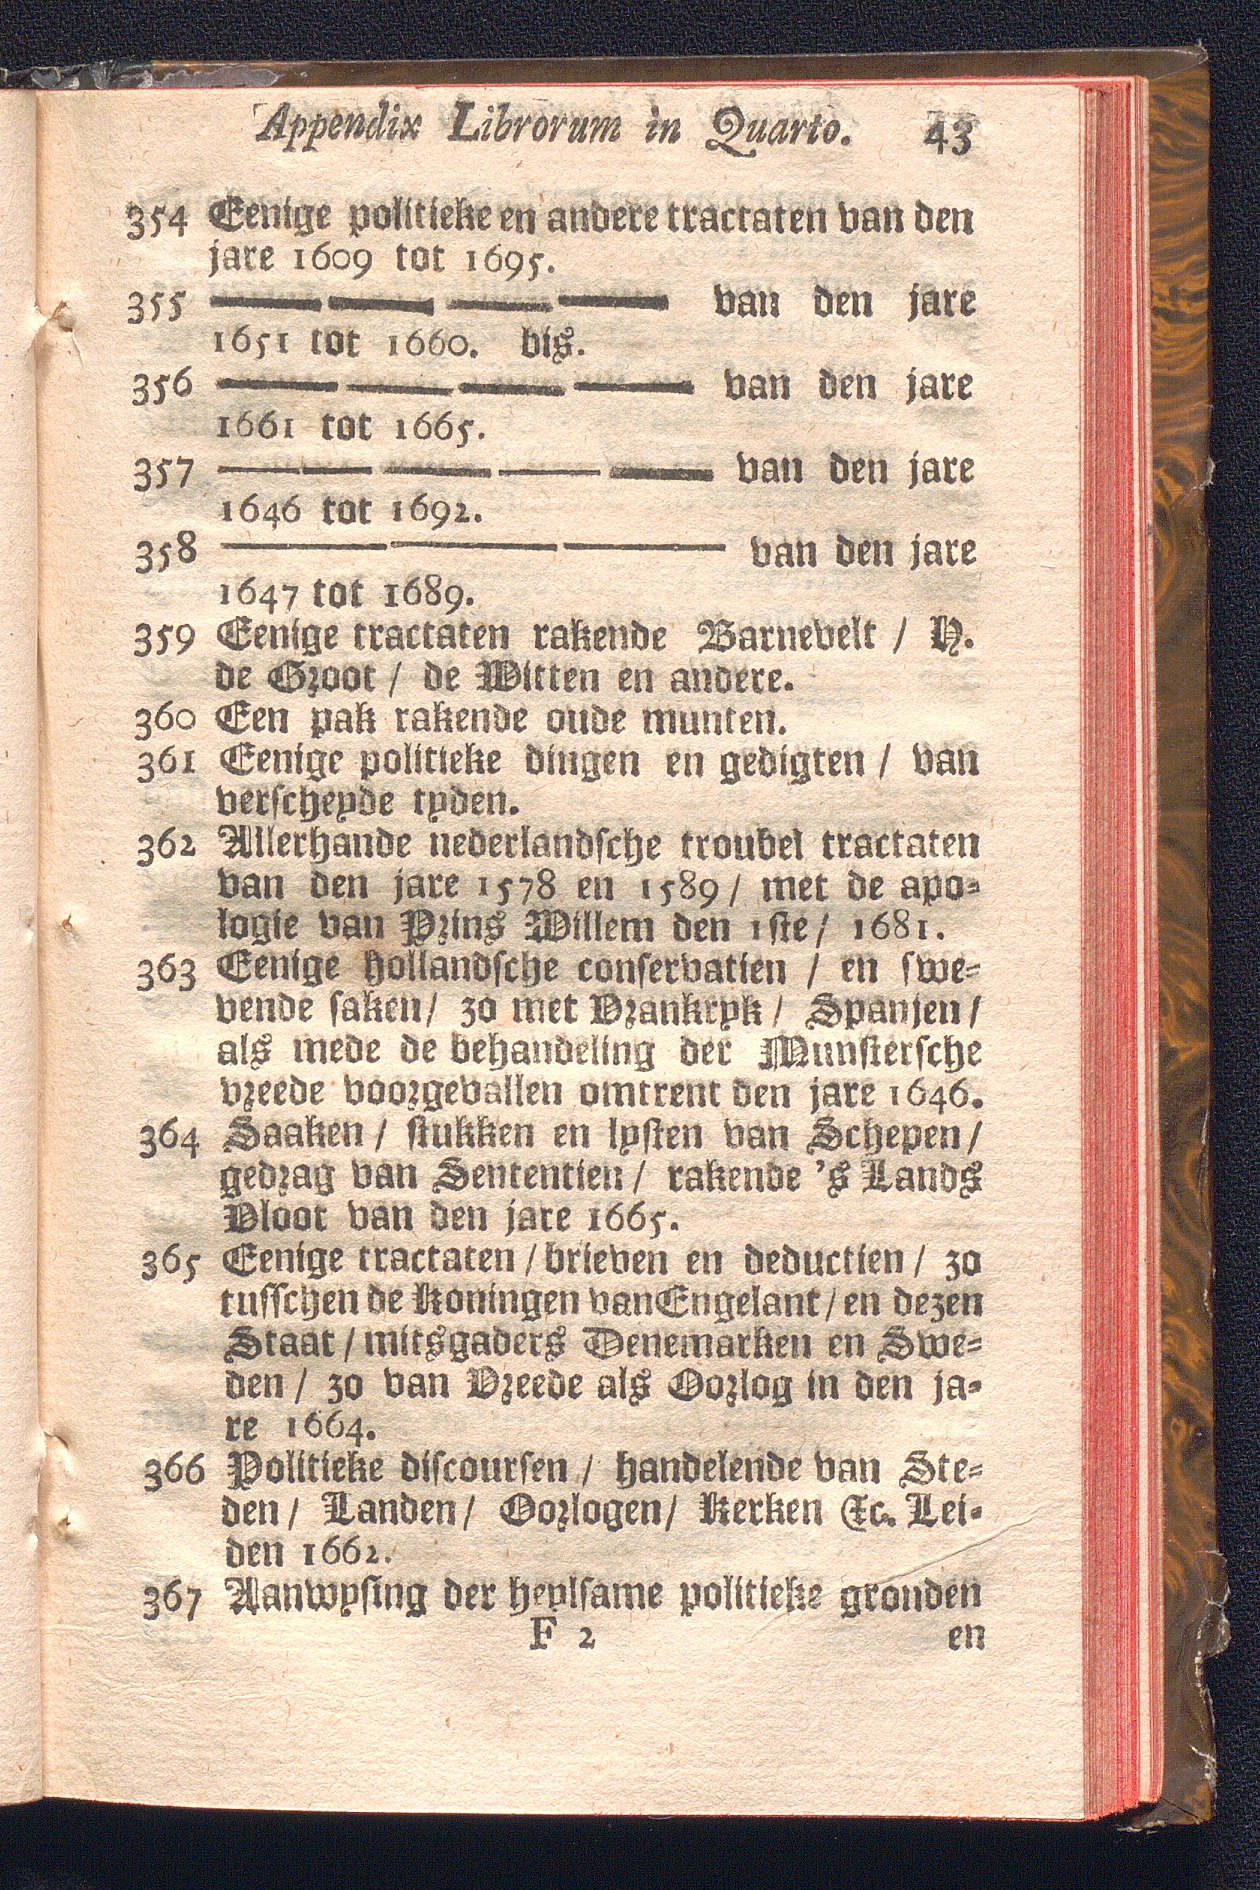 Appendix Librorum in Quarto. 43
354 Eenige politieke en andere tractaten van den
jare 1609 tot 1695.
355 ———— van den jare
1651 tot 1660. bis.
356 ———— van den jare
1661 tot 1665.
357 ———— van den jare
1646 tot 1692.
358 ——— van den jare
1647 tot 1689.
359 Eenige tractaten rakende Barnevelt / H.
de Groot / de Witten en andere.
360 Een pak rakende oude munten.
361 Eenige politieke dingen en gedigten / van
verscheyde tyden.
362 Allerhande nederlandsche troubel tractaten
van den jare 1578 en 1589 / met de apo-
logie van Prins Willem den 1ste / 1681.
363 Eenige hollandsche conservatien / en swe-
vende saken / zo met Vrankryk / Spanjen /
als mede de behandeling der Munstersche
vreede voorgevallen omtrent den jare 1646.
364 Saaken / stukken en lysten van Schepen /
gedrag van Sententien / rakende 's Lands
Vloot van den jare 1665.
365 Eenige tractaten / brieven en deductien / zo
tusschen de Koningen van Engelant / en dezen
Staat / mitsgaders Denemarken en Swe-
den / zo van Vreede als Oorlog in den ja-
re 1664.
366 Politieke discoursen / handelende van Ste-
den / Landen / Oorlogen / Kerken &c. Lei-
den 1662.
367 Aanwysing der heylsame politieke gronden
F 2 en